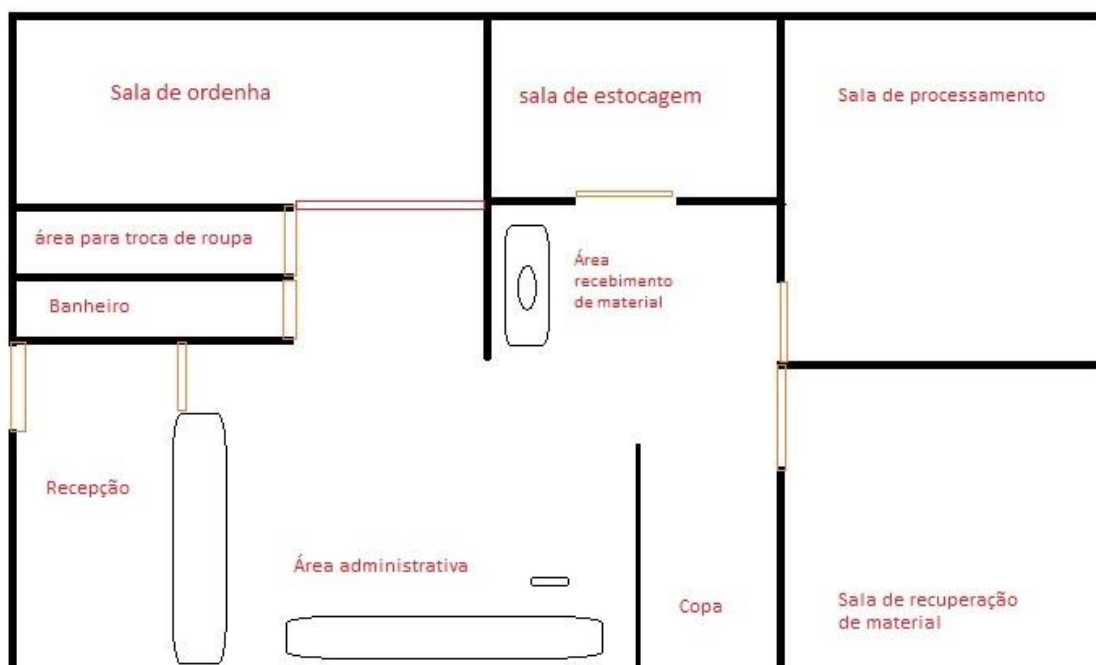 Sala de ordenha
sala de estocagem
Sala de processamento
área para troca de roupa
Área
recebimento
de material
Banheiro
Recepção
Área administrativa
Copa
Sala de recuperação
de material